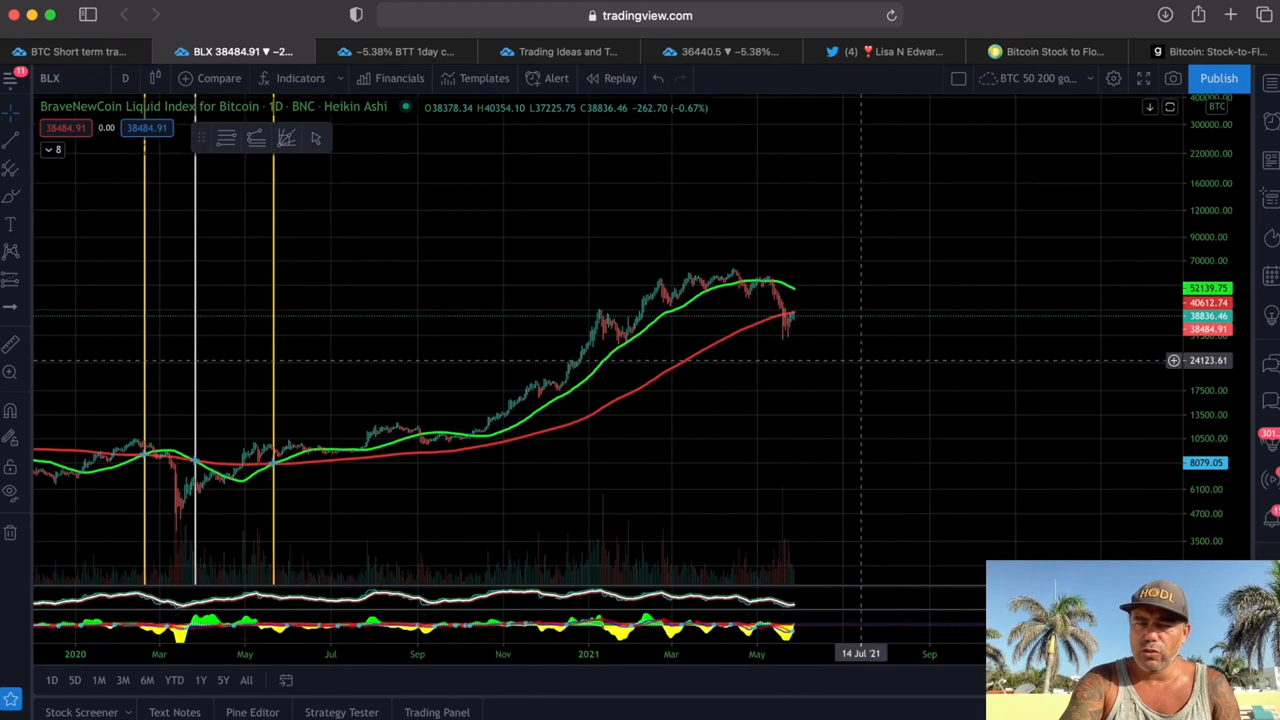 tradingview.com
BTC Short term tra...
BLX 38484.91 ▼ −2...
−5.38% BTT 1day c...
Trading Ideas and T...
36440.5 ▼ −5.38%...
(4) ❣️ Lisa N Edwar...
Bitcoin Stock to Flo...
g Bitcoin: Stock-to-Fl...
11
BLX
D
Compare
Indicators
Financials
Templates
Alert
Replay
BTC 50 200 go...
Publish
BraveNewCoin Liquid Index for Bitcoin · 1D · BNC · Heikin Ashi
O38378.34 H40354.10 L37225.75 C38836.46 −262.70 (−0.67%)
BTC
38484.91 0.00 38484.91
8
400000.00
300000.00
220000.00
160000.00
120000.00
90000.00
70000.00
52139.75
40612.74
38836.46
38484.91
24123.61
17500.00
13500.00
10500.00
8079.05
6100.00
4700.00
3500.00
301...
HODL
2020 Mar May Jul Sep Nov 2021 Mar May 14 Jul '21 Sep
1D 5D 1M 3M 6M YTD 1Y 5Y All
Stock Screener Text Notes Pine Editor Strategy Tester Trading Panel